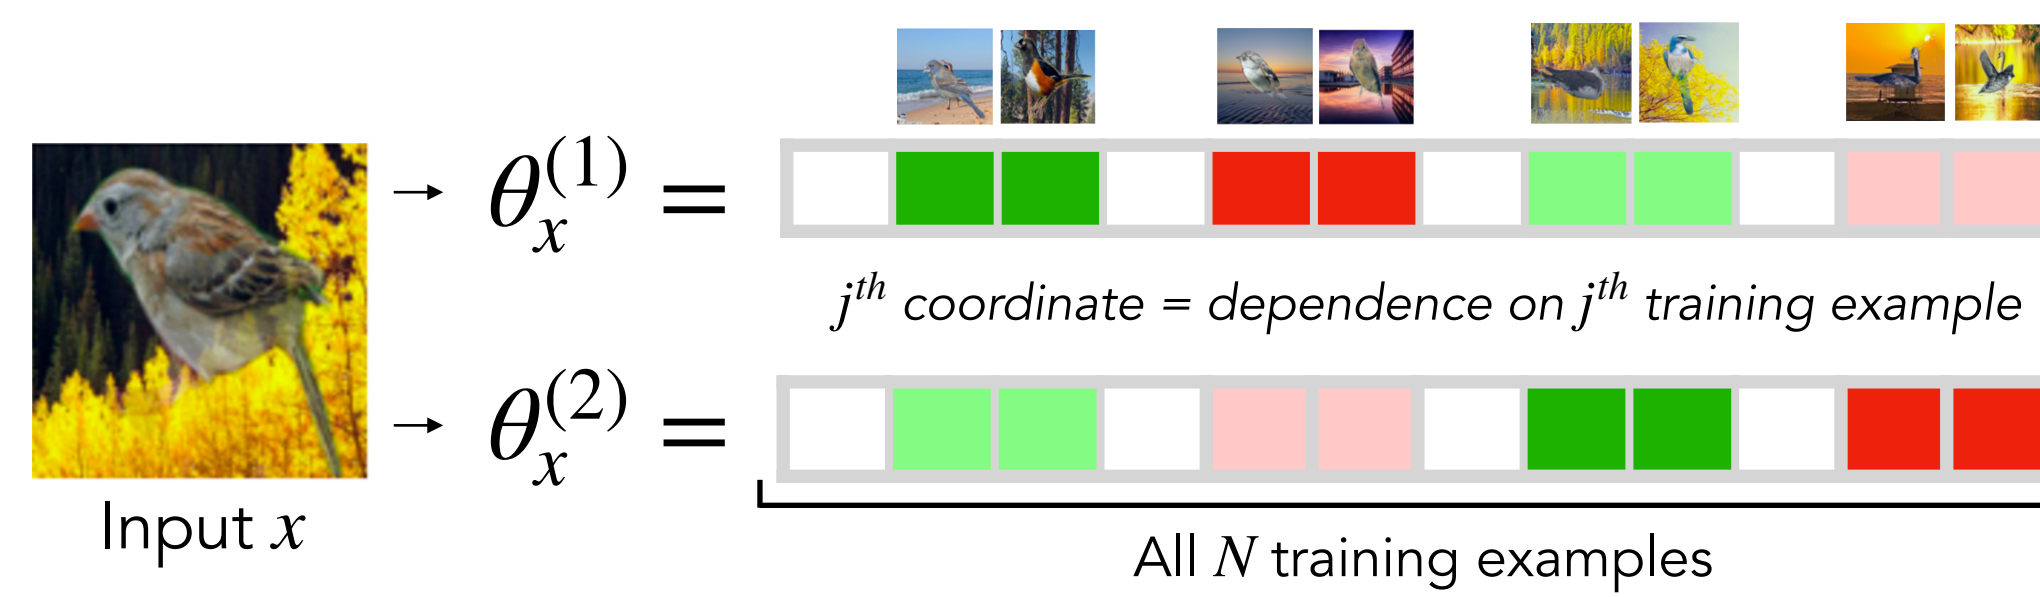 θ_x^(1) =
j^th coordinate = dependence on j^th training example
θ_x^(2) =
Input x
All N training examples